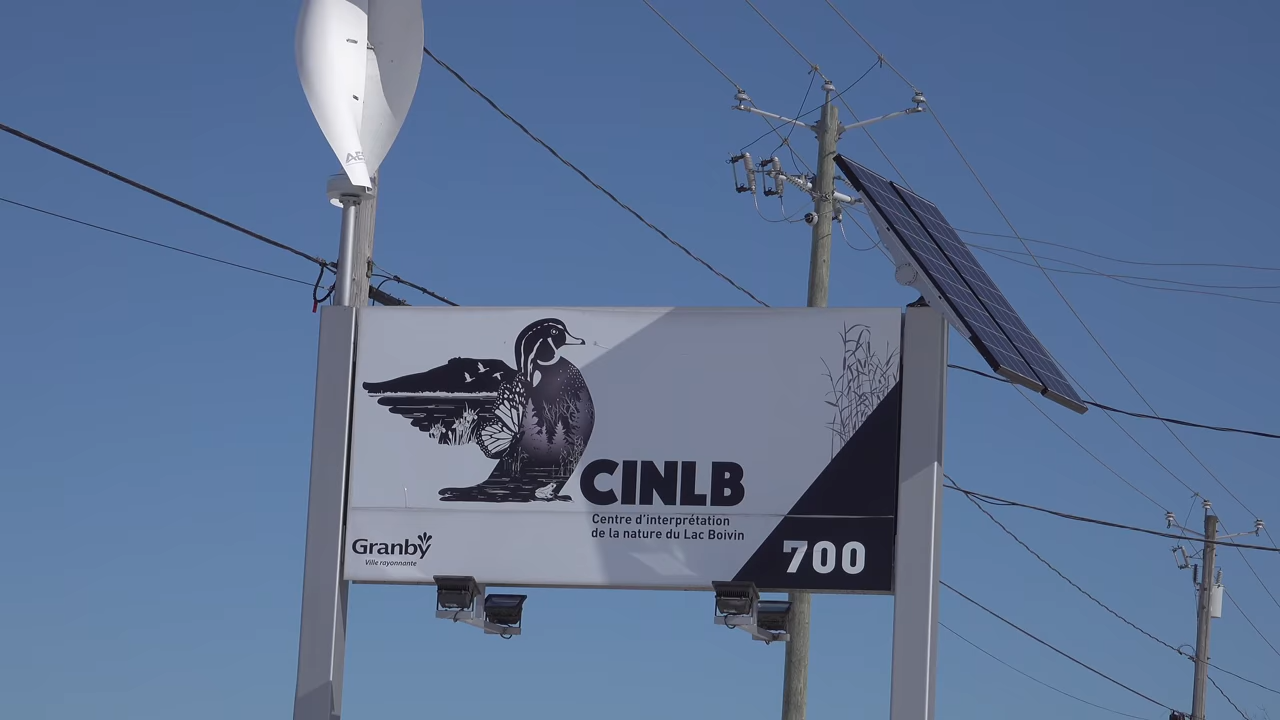 CINLB
Centre d'interprétation
de la nature du Lac Boivin
Granby
Ville rayonnante
700